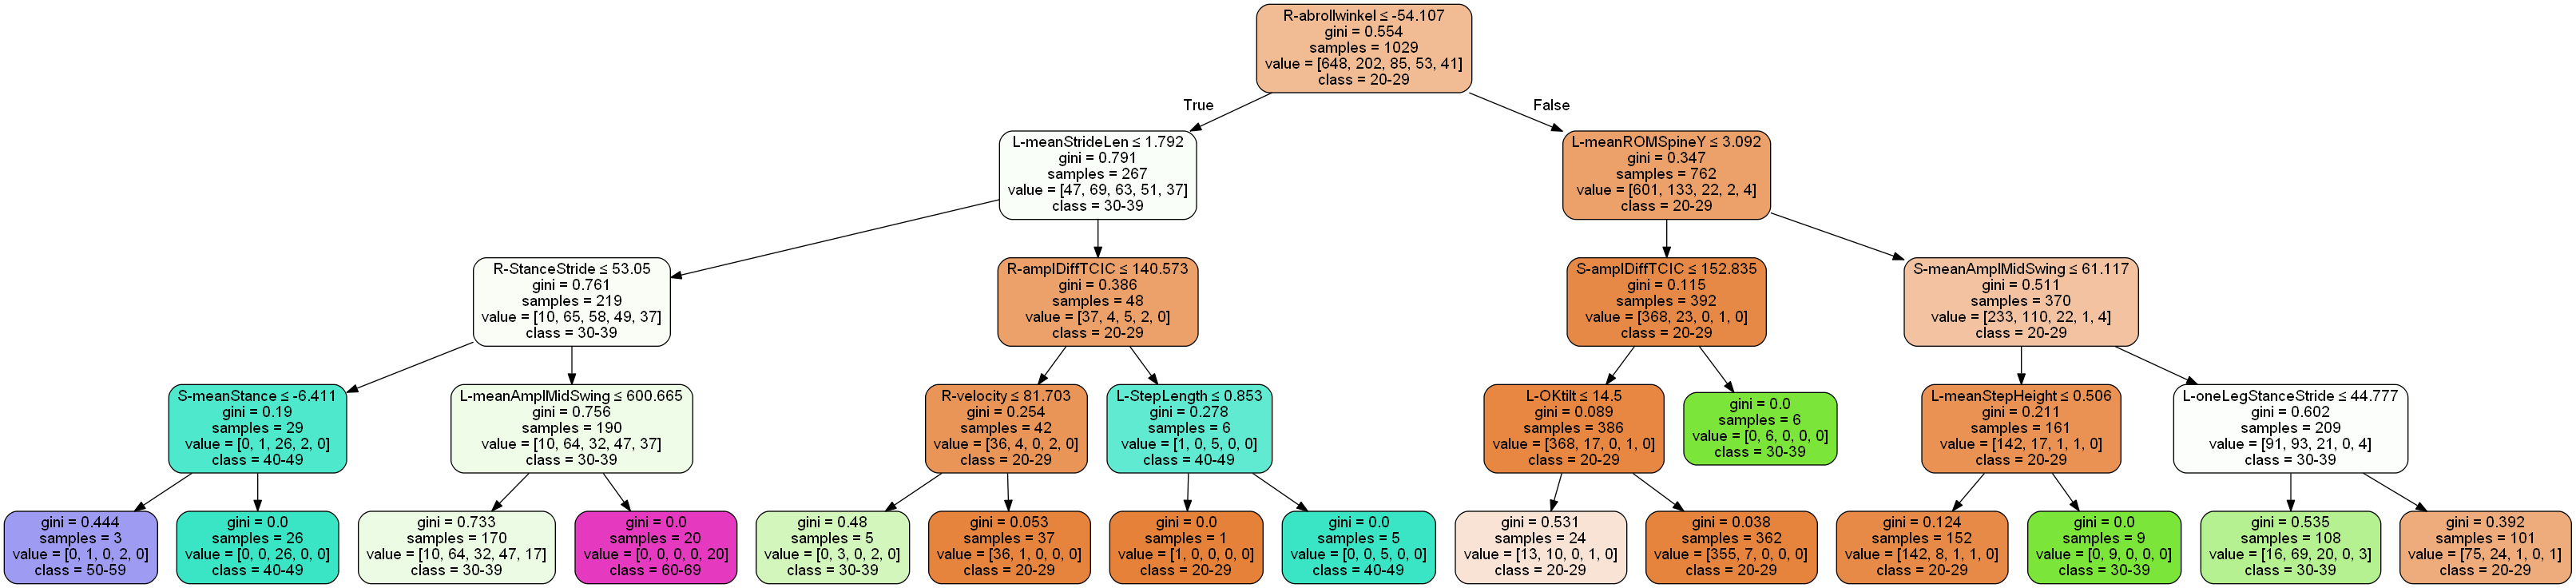 R-abrollwinkel ≤ -54.107
gini = 0.554
samples = 1029
value = [648, 202, 85, 53, 41]
class = 20-29
True
False
L-meanStrideLen ≤ 1.792
gini = 0.791
samples = 267
value = [47, 69, 63, 51, 37]
class = 30-39
L-meanROMSpineY ≤ 3.092
gini = 0.347
samples = 762
value = [601, 133, 22, 2, 4]
class = 20-29
R-StanceStride ≤ 53.05
gini = 0.761
samples = 219
value = [10, 65, 58, 49, 37]
class = 30-39
R-amplDiffTCIC ≤ 140.573
gini = 0.386
samples = 48
value = [37, 4, 5, 2, 0]
class = 20-29
S-amplDiffTCIC ≤ 152.835
gini = 0.115
samples = 392
value = [368, 23, 0, 1, 0]
class = 20-29
S-meanAmplMidSwing ≤ 61.117
gini = 0.511
samples = 370
value = [233, 110, 22, 1, 4]
class = 20-29
S-meanStance ≤ -6.411
gini = 0.19
samples = 29
value = [0, 1, 26, 2, 0]
class = 40-49
L-meanAmplMidSwing ≤ 600.665
gini = 0.756
samples = 190
value = [10, 64, 32, 47, 37]
class = 30-39
R-velocity ≤ 81.703
gini = 0.254
samples = 42
value = [36, 4, 0, 2, 0]
class = 20-29
L-StepLength ≤ 0.853
gini = 0.278
samples = 6
value = [1, 0, 5, 0, 0]
class = 40-49
L-OKtilt ≤ 14.5
gini = 0.089
samples = 386
value = [368, 17, 0, 1, 0]
class = 20-29
gini = 0.0
samples = 6
value = [0, 6, 0, 0, 0]
class = 30-39
L-meanStepHeight ≤ 0.506
gini = 0.211
samples = 161
value = [142, 17, 1, 1, 0]
class = 20-29
L-oneLegStanceStride ≤ 44.777
gini = 0.602
samples = 209
value = [91, 93, 21, 0, 4]
class = 30-39
gini = 0.444
samples = 3
value = [0, 1, 0, 2, 0]
class = 50-59
gini = 0.0
samples = 26
value = [0, 0, 26, 0, 0]
class = 40-49
gini = 0.733
samples = 170
value = [10, 64, 32, 47, 17]
class = 30-39
gini = 0.0
samples = 20
value = [0, 0, 0, 0, 20]
class = 60-69
gini = 0.48
samples = 5
value = [0, 3, 0, 2, 0]
class = 30-39
gini = 0.053
samples = 37
value = [36, 1, 0, 0, 0]
class = 20-29
gini = 0.0
samples = 1
value = [1, 0, 0, 0, 0]
class = 20-29
gini = 0.0
samples = 5
value = [0, 0, 5, 0, 0]
class = 40-49
gini = 0.531
samples = 24
value = [13, 10, 0, 1, 0]
class = 20-29
gini = 0.038
samples = 362
value = [355, 7, 0, 0, 0]
class = 20-29
gini = 0.124
samples = 152
value = [142, 8, 1, 1, 0]
class = 20-29
gini = 0.0
samples = 9
value = [0, 9, 0, 0, 0]
class = 30-39
gini = 0.535
samples = 108
value = [16, 69, 20, 0, 3]
class = 30-39
gini = 0.392
samples = 101
value = [75, 24, 1, 0, 1]
class = 20-29